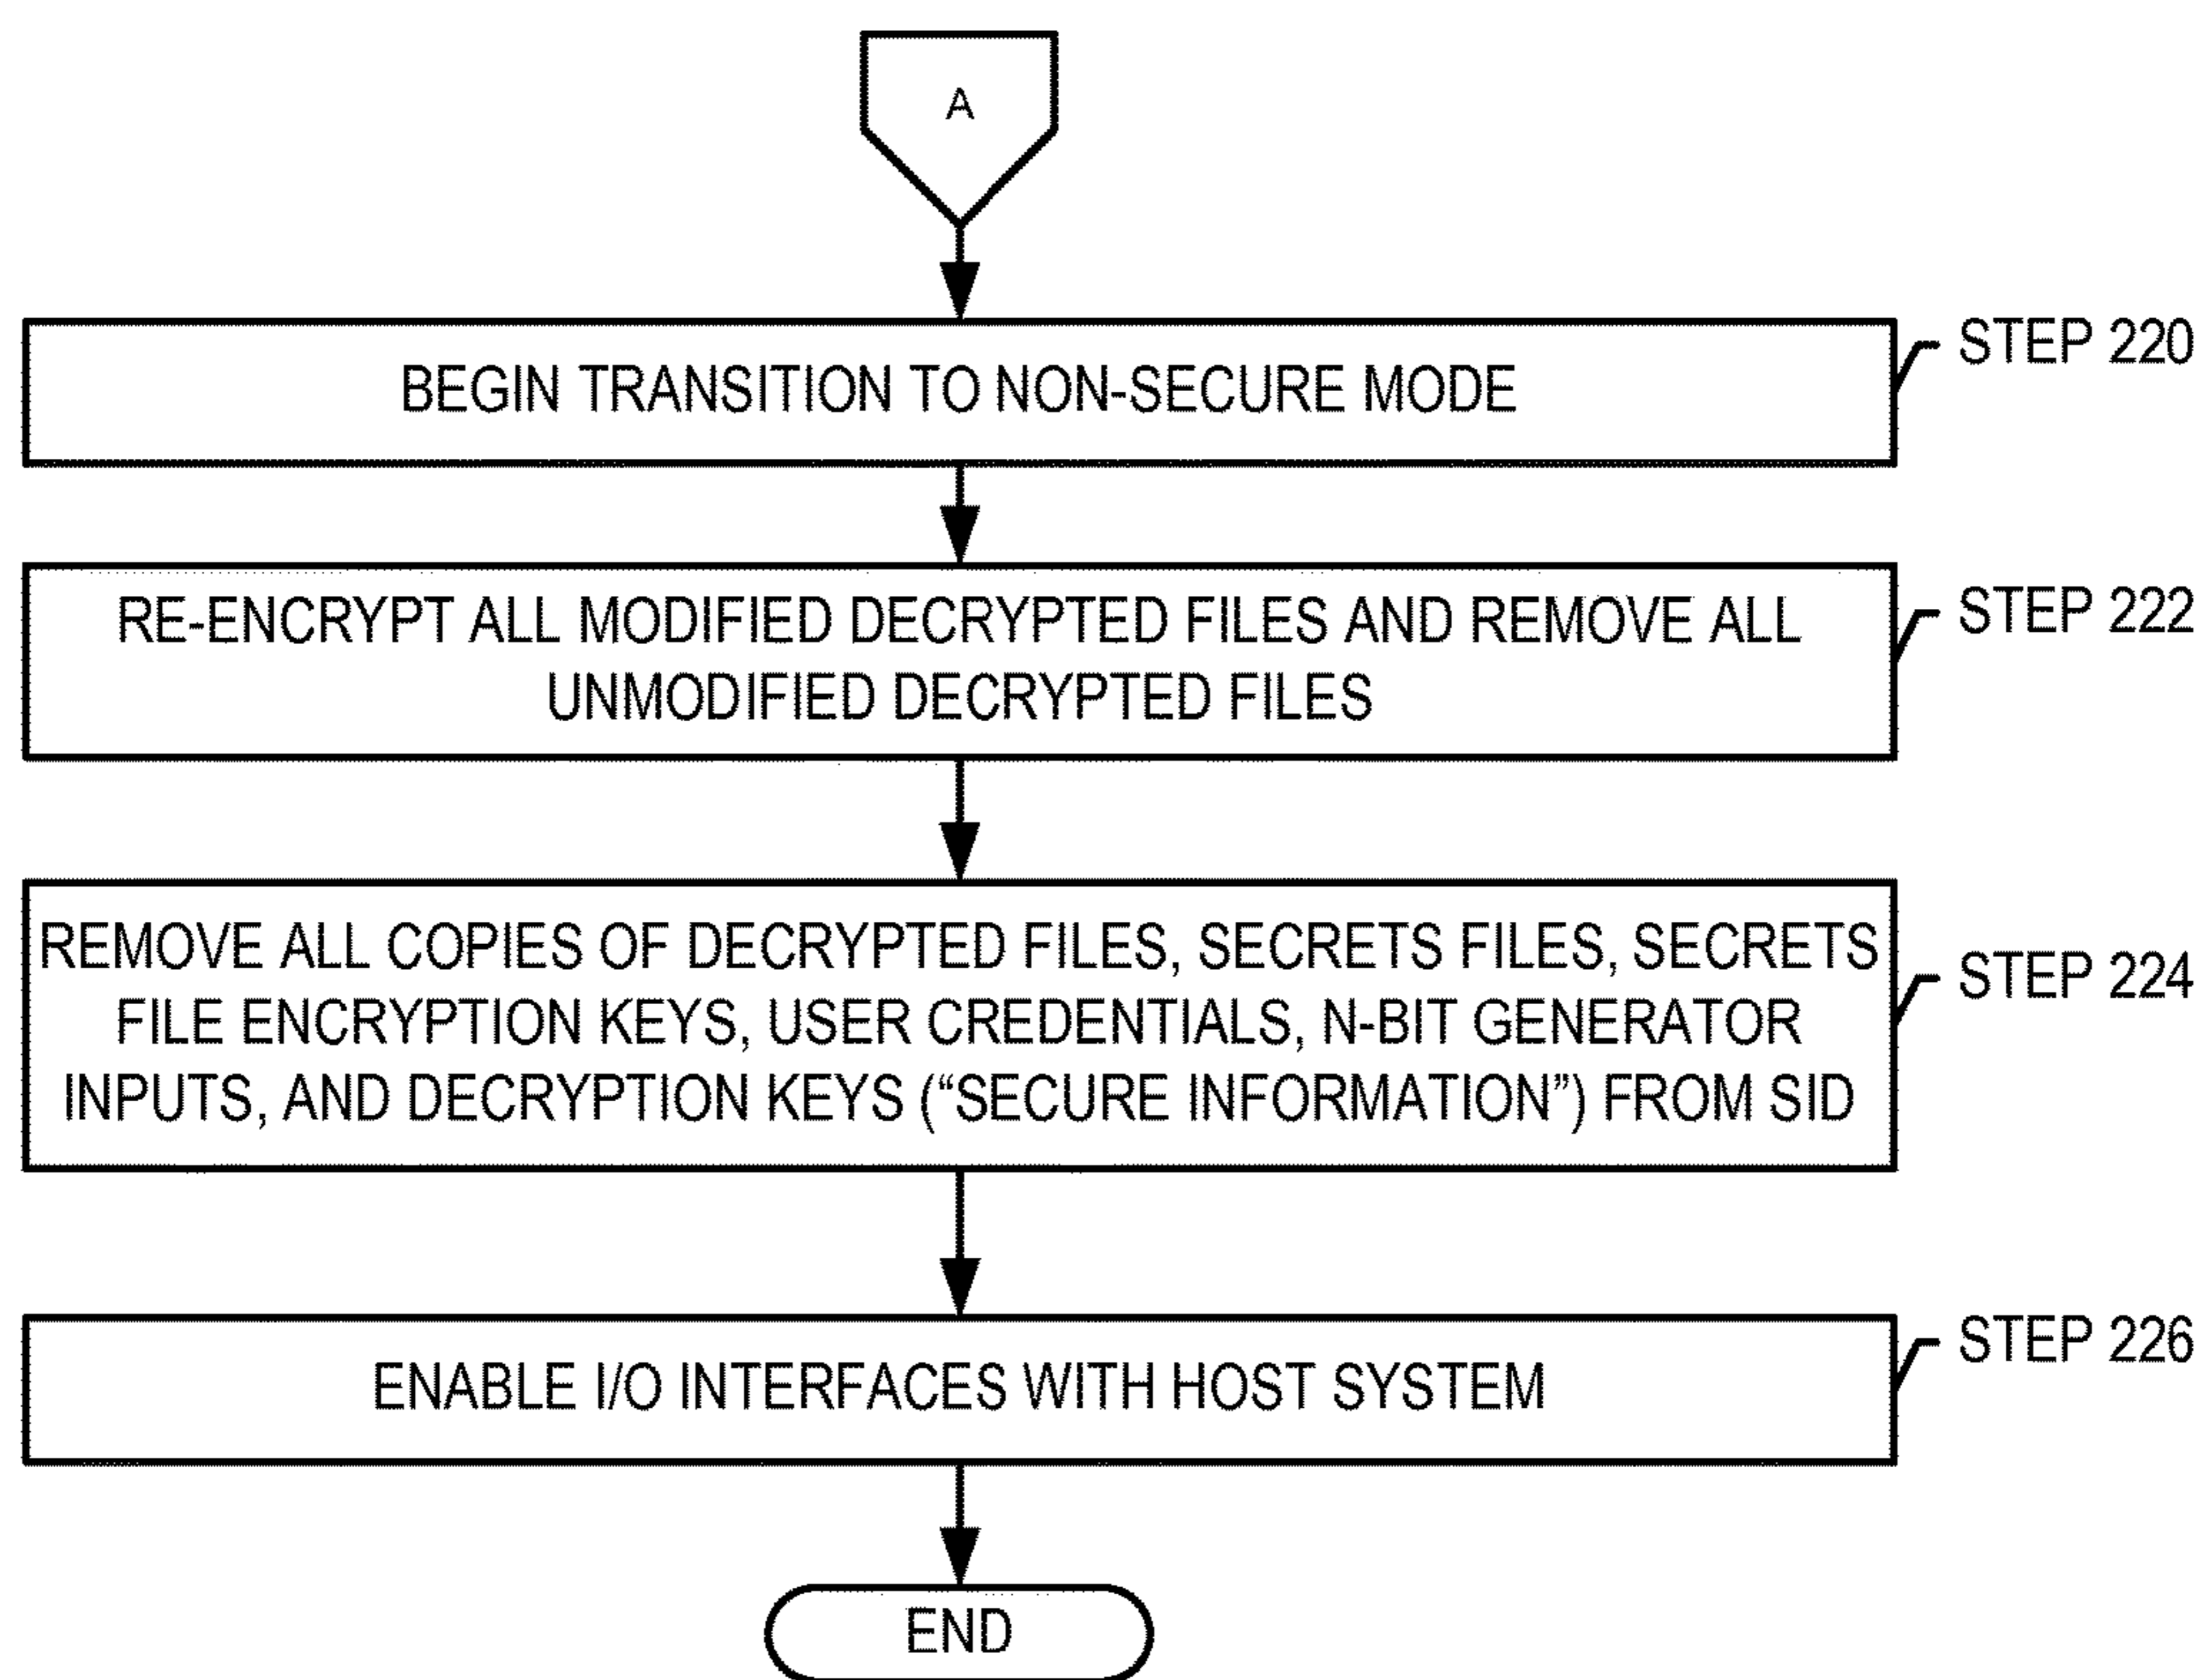 A
BEGIN TRANSITION TO NON-SECURE MODE
STEP 220
RE-ENCRYPT ALL MODIFIED DECRYPTED FILES AND REMOVE ALL
UNMODIFIED DECRYPTED FILES
STEP 222
REMOVE ALL COPIES OF DECRYPTED FILES, SECRETS FILES, SECRETS
FILE ENCRYPTION KEYS, USER CREDENTIALS, N-BIT GENERATOR
INPUTS, AND DECRYPTION KEYS (“SECURE INFORMATION”) FROM SID
STEP 224
ENABLE I/O INTERFACES WITH HOST SYSTEM
STEP 226
END